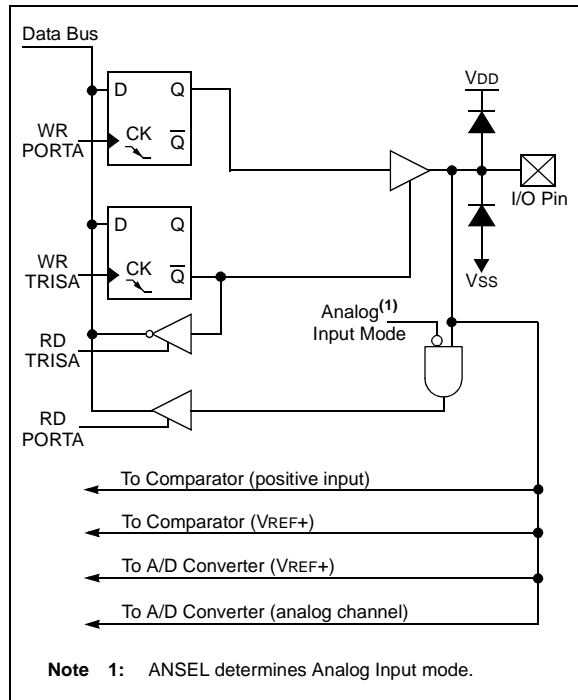 Data Bus
D Q
CK Q
WR
PORTA
VDD
I/O Pin
VSS
D Q
CK Q
WR
TRISA
RD
TRISA
Analog(1)
Input Mode
RD
PORTA
To Comparator (positive input)
To Comparator (VREF+)
To A/D Converter (VREF+)
To A/D Converter (analog channel)
Note 1: ANSEL determines Analog Input mode.